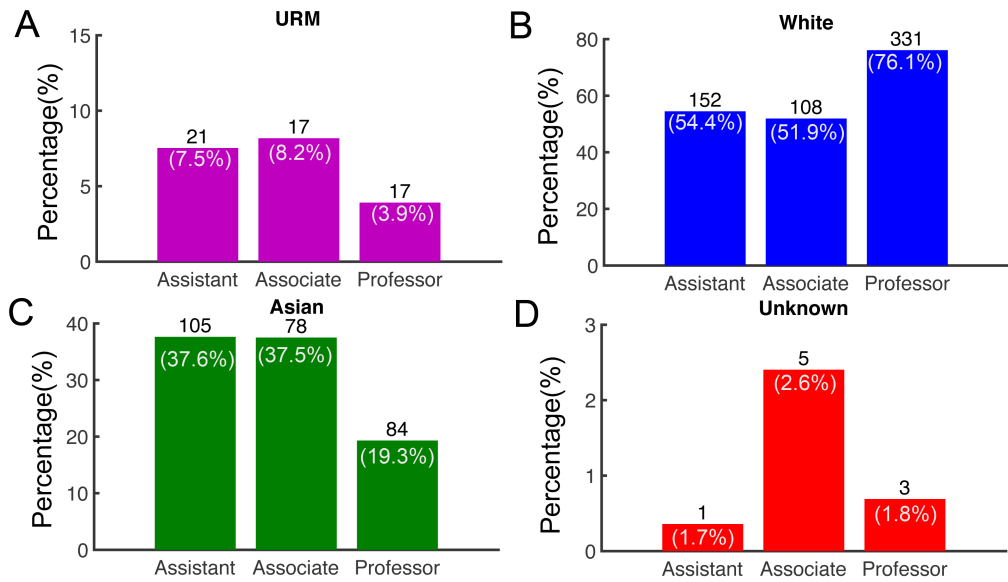 A
URM
Percentage(%)
15
10
5
0
21
(7.5%)
17
(8.2%)
17
(3.9%)
Assistant Associate Professor
B
White
Percentage(%)
80
60
40
20
0
152
(54.4%)
108
(51.9%)
331
(76.1%)
Assistant Associate Professor
C
Asian
Percentage(%)
40
30
20
10
0
105
(37.6%)
78
(37.5%)
84
(19.3%)
Assistant Associate Professor
D
Unknown
Percentage(%)
3
2
1
0
1
(1.7%)
5
(2.6%)
3
(1.8%)
Assistant Associate Professor